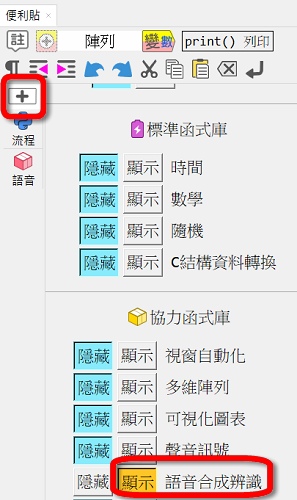 便利貼 ×
註 陣列 變數 print() 列印
流程
語音
標準函式庫
隱藏 顯示 時間
隱藏 顯示 數學
隱藏 顯示 隨機
隱藏 顯示 C結構資料轉換
協力函式庫
隱藏 顯示 視窗自動化
隱藏 顯示 多維陣列
隱藏 顯示 可視化圖表
隱藏 顯示 聲音訊號
隱藏 顯示 語音合成辨識